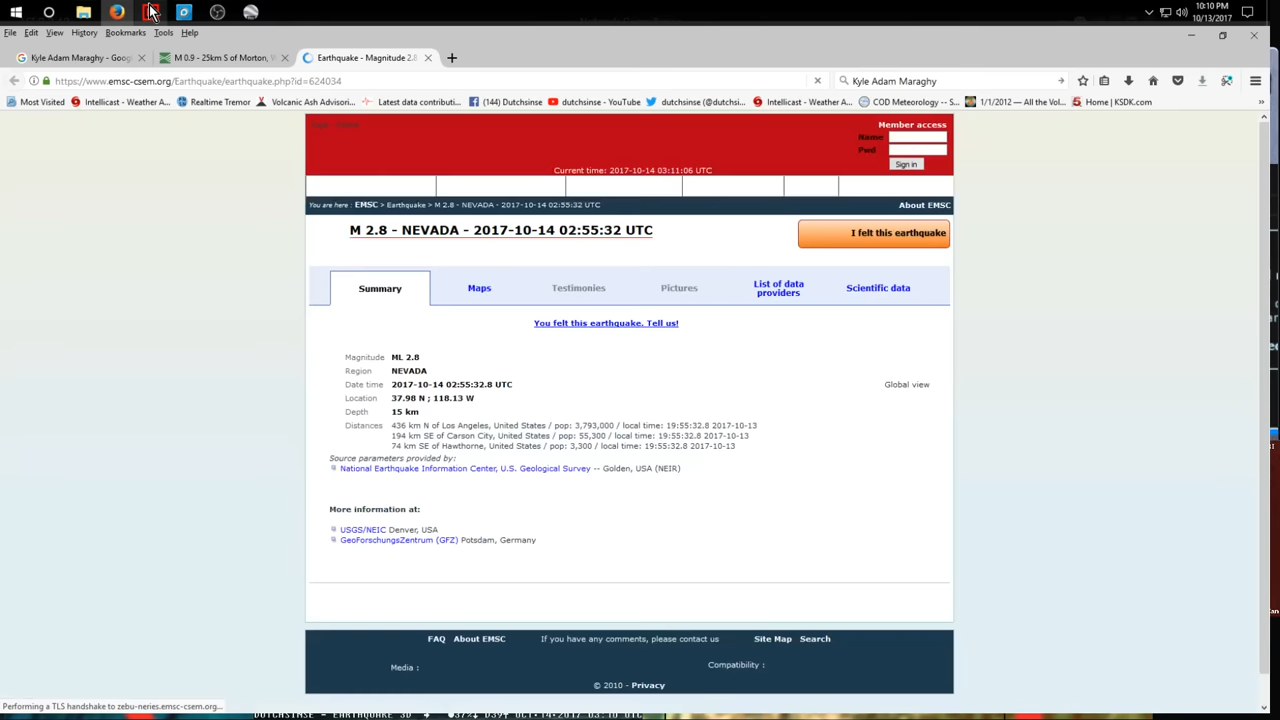 10:10 PM
10/13/2017
File Edit View History Bookmarks Tools Help
Kyle Adam Maraghy - Googl
M 0.9 - 25km S of Morton, W
Earthquake - Magnitude 2.8
https://www.emsc-csem.org/Earthquake/earthquake.php?id=624034
Kyle Adam Maraghy
Most Visited Intellicast - Weather A... Realtime Tremor Volcanic Ash Advisori... Latest data contributi... (144) Dutchsinse dutchsinse - YouTube dutchsinse (@dutchsi... Intellicast - Weather A... COD Meteorology -- S... 1/1/2012 — All the Vol... Home | KSDK.com
Member access
Name
Pwd
Sign in
Current time: 2017-10-14 03:11:06 UTC
You are here : EMSC > Earthquake > M 2.8 - NEVADA - 2017-10-14 02:55:32 UTC
About EMSC
M 2.8 - NEVADA - 2017-10-14 02:55:32 UTC
I felt this earthquake
Summary
Maps
Testimonies
Pictures
List of data
providers
Scientific data
You felt this earthquake. Tell us!
Magnitude ML 2.8
Region NEVADA
Date time 2017-10-14 02:55:32.8 UTC
Global view
Location 37.98 N ; 118.13 W
Depth 15 km
Distances 436 km N of Los Angeles, United States / pop: 3,793,000 / local time: 19:55:32.8 2017-10-13
194 km SE of Carson City, United States / pop: 55,300 / local time: 19:55:32.8 2017-10-13
74 km SE of Hawthorne, United States / pop: 3,300 / local time: 19:55:32.8 2017-10-13
Source parameters provided by:
National Earthquake Information Center, U.S. Geological Survey -- Golden, USA (NEIR)
More information at:
USGS/NEIC Denver, USA
GeoForschungsZentrum (GFZ) Potsdam, Germany
FAQ About EMSC If you have any comments, please contact us Site Map Search
Media : Compatibility :
© 2010 - Privacy
Performing a TLS handshake to zebu-neries.emsc-csem.org...